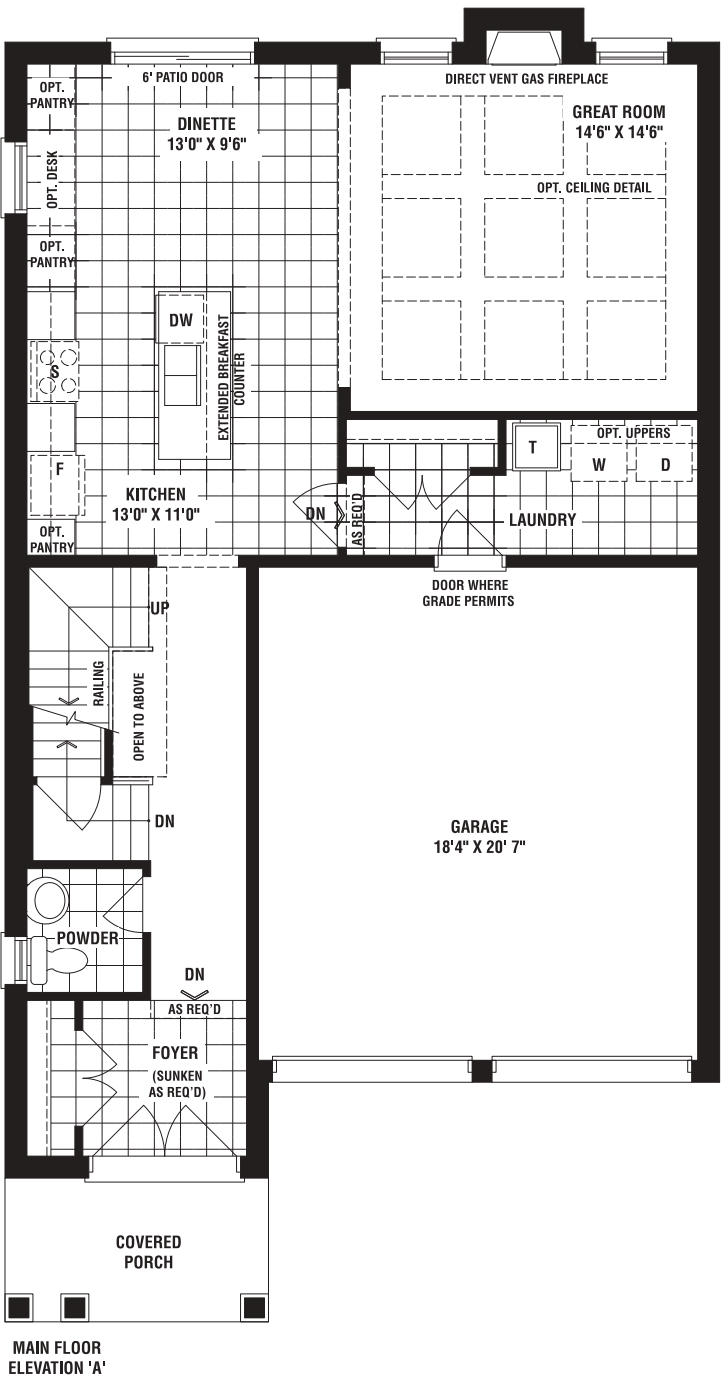 6' PATIO DOOR
DIRECT VENT GAS FIREPLACE
OPT.
PANTRY
DINETTE
13'0" X 9'6"
GREAT ROOM
14'6" X 14'6"
OPT. DESK
OPT. CEILING DETAIL
OPT.
PANTRY
DW
EXTENDED BREAKFAST
COUNTER
S
F
KITCHEN
13'0" X 11'0"
OPT.
PANTRY
T
OPT. UPPERS
W
D
DN
AS REQ'D
LAUNDRY
DOOR WHERE
GRADE PERMITS
UP
RAILING
OPEN TO ABOVE
DN
GARAGE
18'4" X 20' 7"
POWDER
DN
AS REQ'D
FOYER
(SUNKEN
AS REQ'D)
COVERED
PORCH
MAIN FLOOR
ELEVATION 'A'